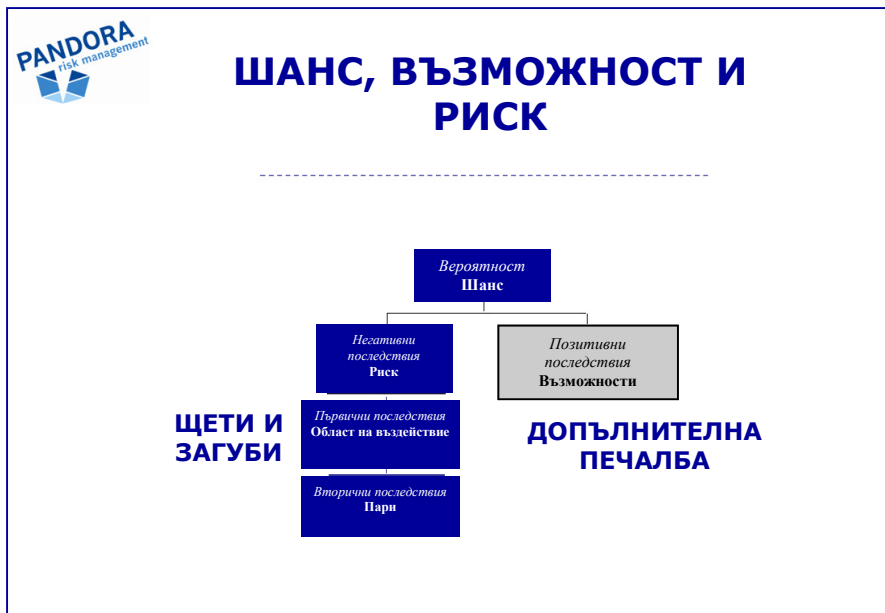 PANDORA
risk management
ШАНС, ВЪЗМОЖНОСТ И
РИСК
Вероятност
Шанс
Негативни
последствия
Риск
Позитивни
последствия
Възможности
Първични последствия
Област на въздействие
ЩЕТИ И
ЗАГУБИ
ДОПЪЛНИТЕЛНА
ПЕЧАЛБА
Вторични последствия
Пари